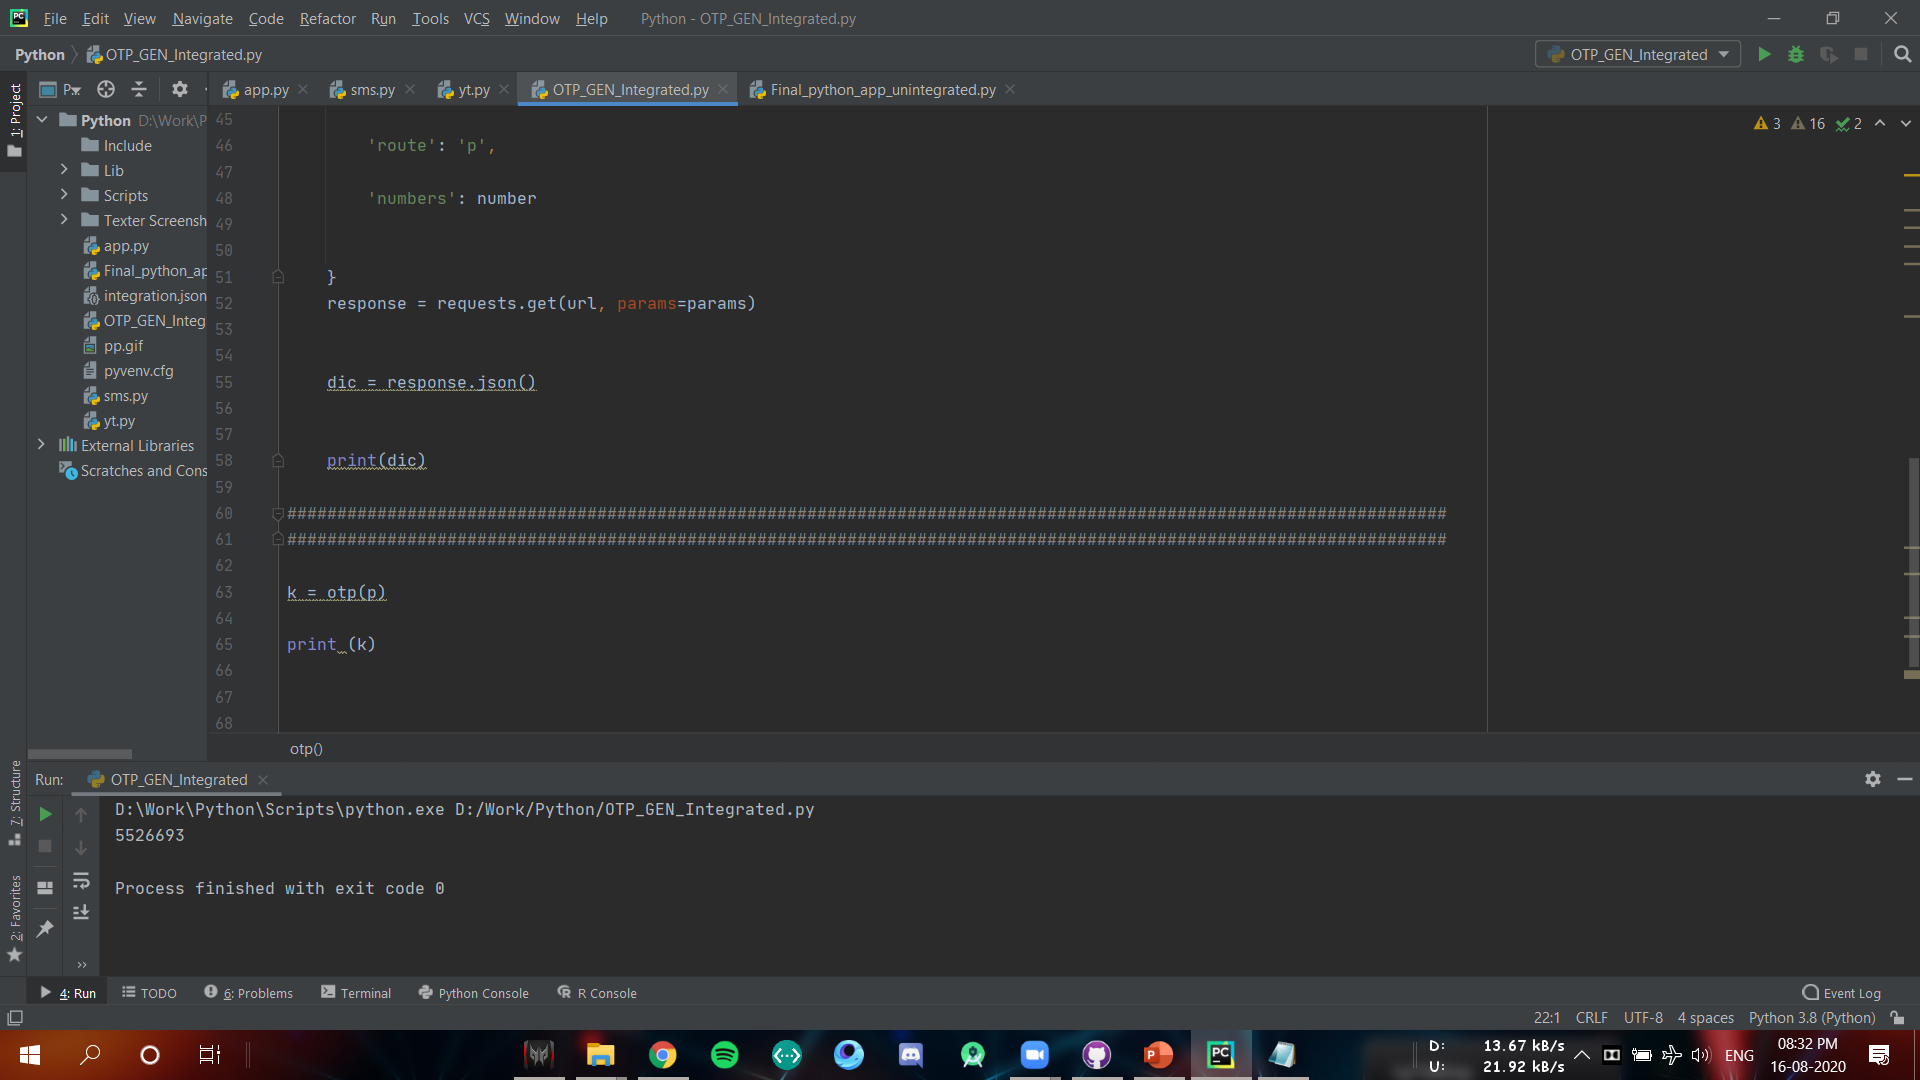 File Edit View Navigate Code Refactor Run Tools VCS Window Help Python - OTP_GEN_Integrated.py
Python OTP_GEN_Integrated.py OTP_GEN_Integrated
P... app.py sms.py yt.py OTP_GEN_Integrated.py Final_python_app_unintegrated.py
1: Project
Python D:\Work\P
Include
Lib
Scripts
Texter Screensh
app.py
Final_python_ap
integration.json
OTP_GEN_Integ
pp.gif
pyvenv.cfg
sms.py
yt.py
External Libraries
Scratches and Cons
7: Structure
2: Favorites
3 16 2
45
46 'route': 'p',
47
48 'numbers': number
49
50
51 }
52 response = requests.get(url, params=params)
53
54
55 dic = response.json()
56
57
58 print(dic)
59
60 ####################################################################################################################
61 ####################################################################################################################
62
63 k = otp(p)
64
65 print (k)
66
67
68
otp()
Run: OTP_GEN_Integrated
D:\Work\Python\Scripts\python.exe D:/Work/Python/OTP_GEN_Integrated.py
5526693
Process finished with exit code 0
4: Run TODO 6: Problems Terminal Python Console R Console Event Log
22:1 CRLF UTF-8 4 spaces Python 3.8 (Python)
D: 13.67 kB/s
U: 21.92 kB/s
ENG
08:32 PM
16-08-2020